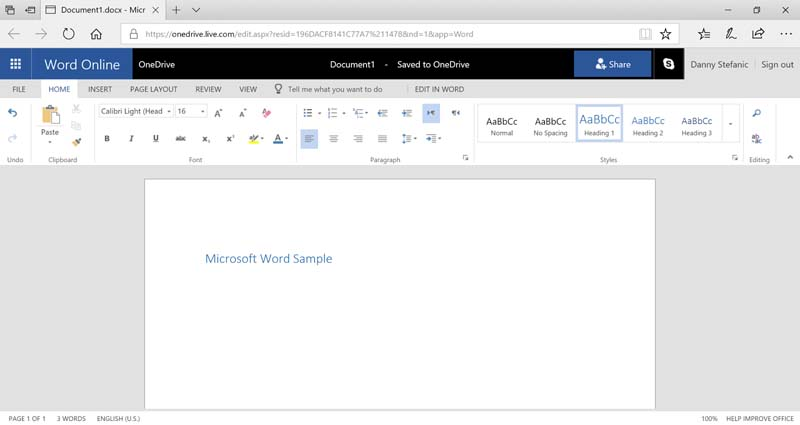 Document1.docx - Micr
https://onedrive.live.com/edit.aspx?resid=196DACF8141C77A7%211478&nd=1&app=Word
Word Online
OneDrive
Document1 - Saved to OneDrive
Share
Danny Stefanic
Sign out
FILE HOME INSERT PAGE LAYOUT REVIEW VIEW Tell me what you want to do EDIT IN WORD
Calibri Light (Head 16
Paste
B I U abc x₂ x² A
AaBbCc AaBbCc AaBbCc AaBbCc AaBbCc
Normal No Spacing Heading 1 Heading 2 Heading 3
Undo Clipboard Font Paragraph Styles Editing
Microsoft Word Sample
PAGE 1 OF 1 3 WORDS ENGLISH (U.S.) 100% HELP IMPROVE OFFICE